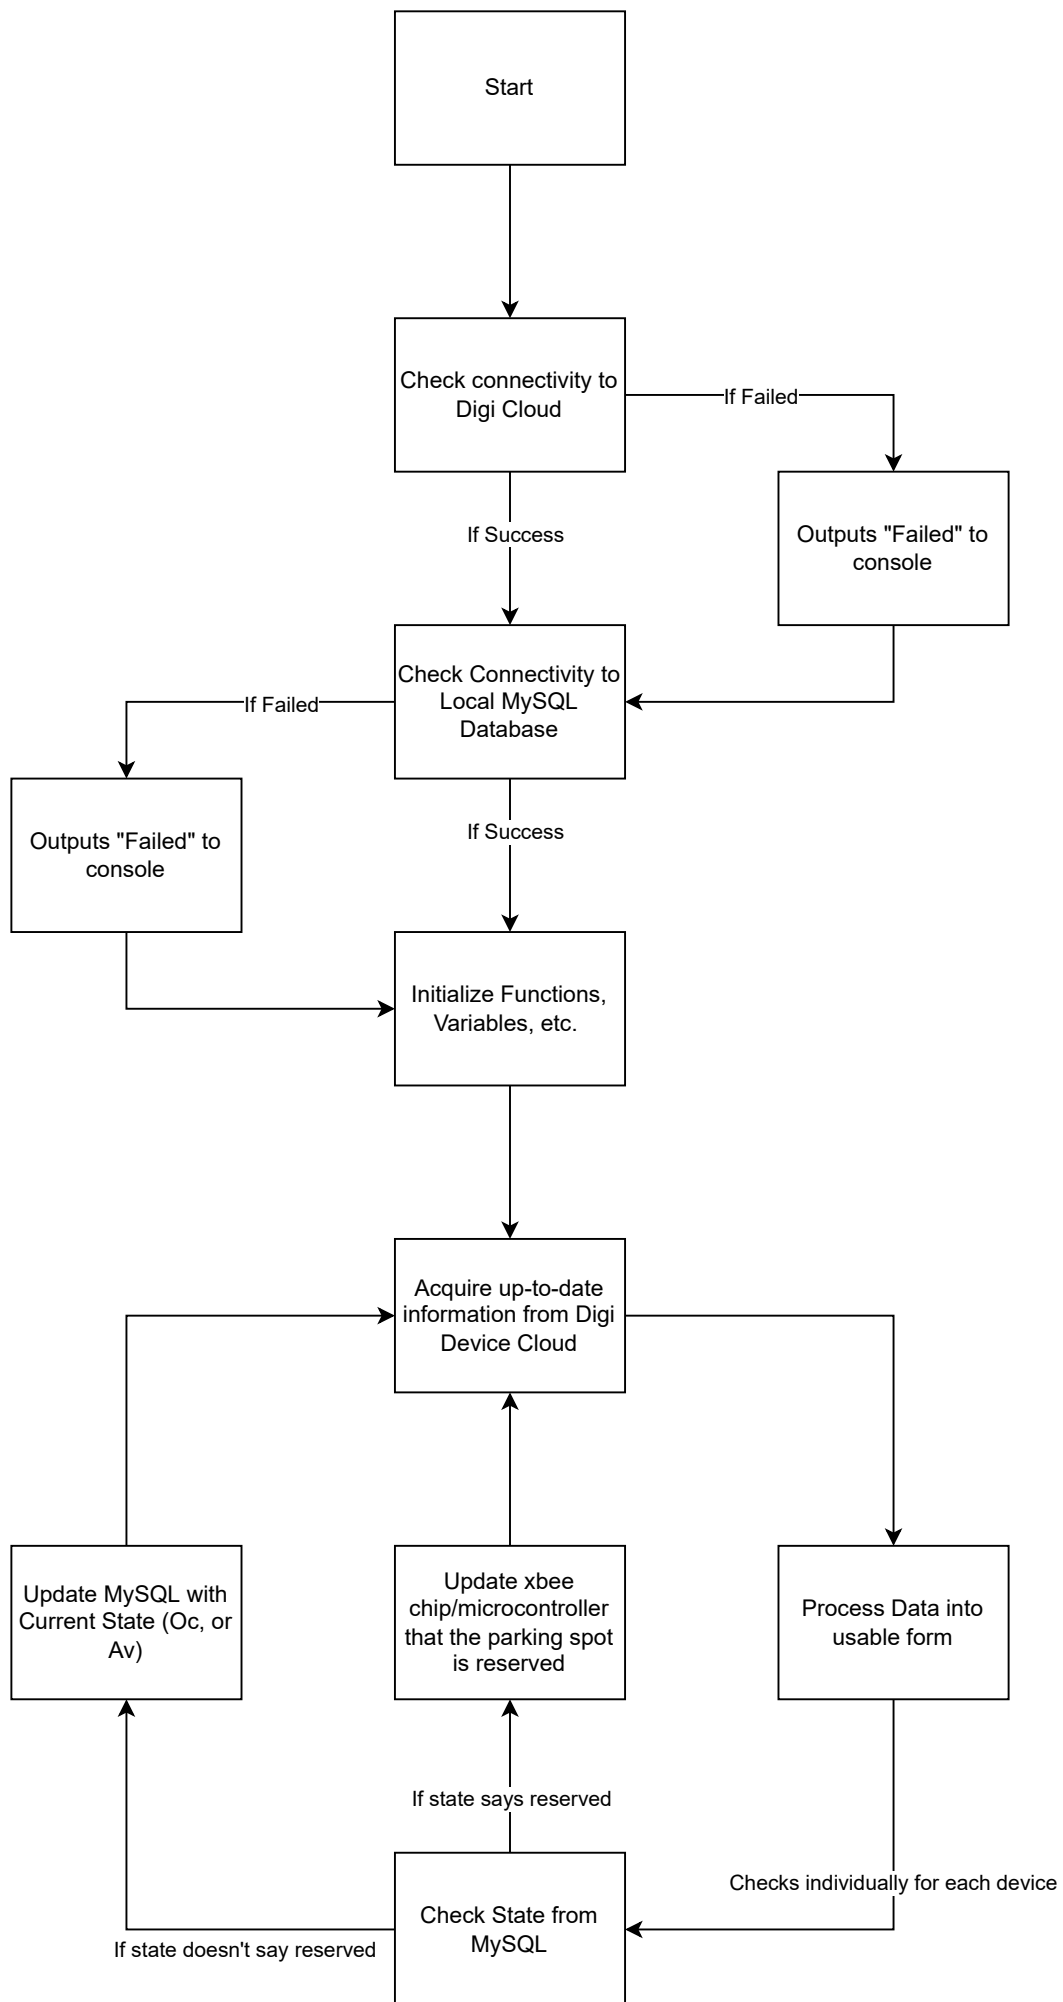 Start
Check connectivity to
Digi Cloud
If Failed
Outputs "Failed" to
console
If Success
Check Connectivity to
Local MySQL
Database
If Failed
Outputs "Failed" to
console
If Success
Initialize Functions,
Variables, etc.
Acquire up-to-date
information from Digi
Device Cloud
Update MySQL with
Current State (Oc, or
Av)
Update xbee
chip/microcontroller
that the parking spot
is reserved
Process Data into
usable form
If state says reserved
Checks individually for each device
Check State from
MySQL
If state doesn't say reserved